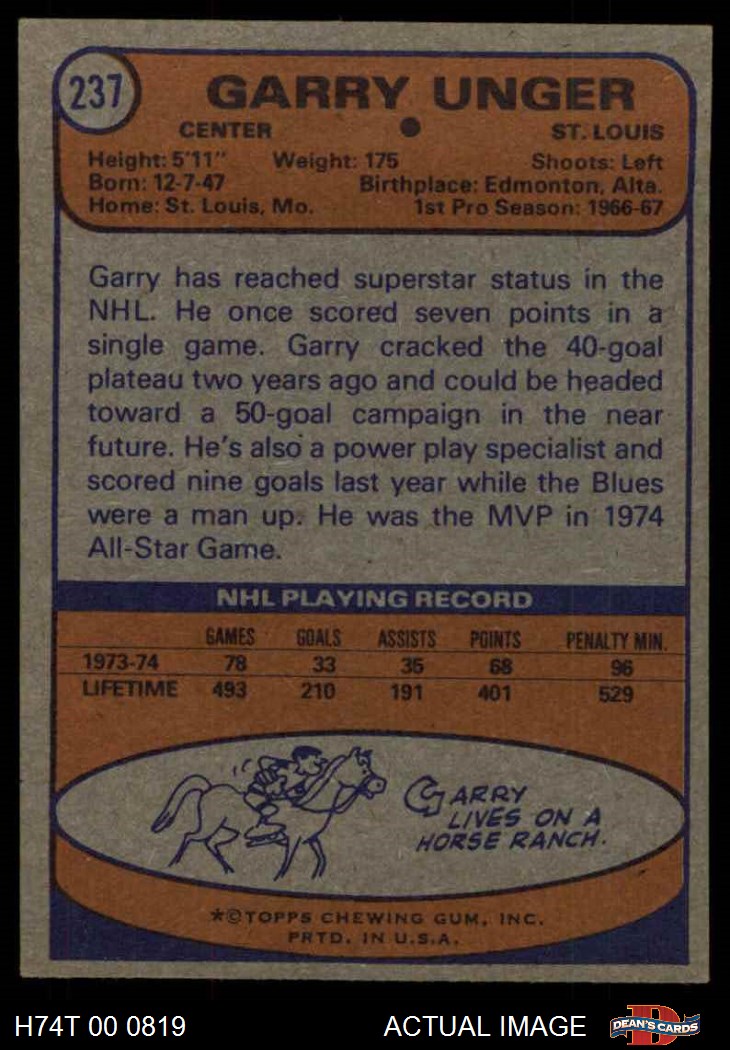 237
GARRY UNGER
CENTER ● ST. LOUIS
Height: 5'11" Weight: 175 Shoots: Left
Born: 12-7-47 Birthplace: Edmonton, Alta.
Home: St. Louis, Mo. 1st Pro Season: 1966-67
Garry has reached superstar status in the
NHL. He once scored seven points in a
single game. Garry cracked the 40-goal
plateau two years ago and could be headed
toward a 50-goal campaign in the near
future. He's also a power play specialist and
scored nine goals last year while the Blues
were a man up. He was the MVP in 1974
All-Star Game.
NHL PLAYING RECORD
GAMES GOALS ASSISTS POINTS PENALTY MIN.
1973-74 78 33 35 68 96
LIFETIME 493 210 191 401 529
GARRY
LIVES ON A
HORSE RANCH.
*©TOPPS CHEWING GUM, INC.
PRTD. IN U.S.A.
H74T 00 0819 ACTUAL IMAGE DEAN'S CARDS